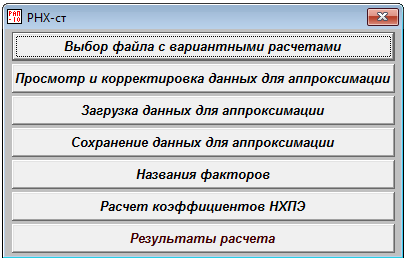 РНХ-ст
Выбор файла с вариантными расчетами
Просмотр и корректировка данных для аппроксимации
Загрузка данных для аппроксимации
Сохранение данных для аппроксимации
Названия факторов
Расчет коэффициентов НХПЭ
Результаты расчета